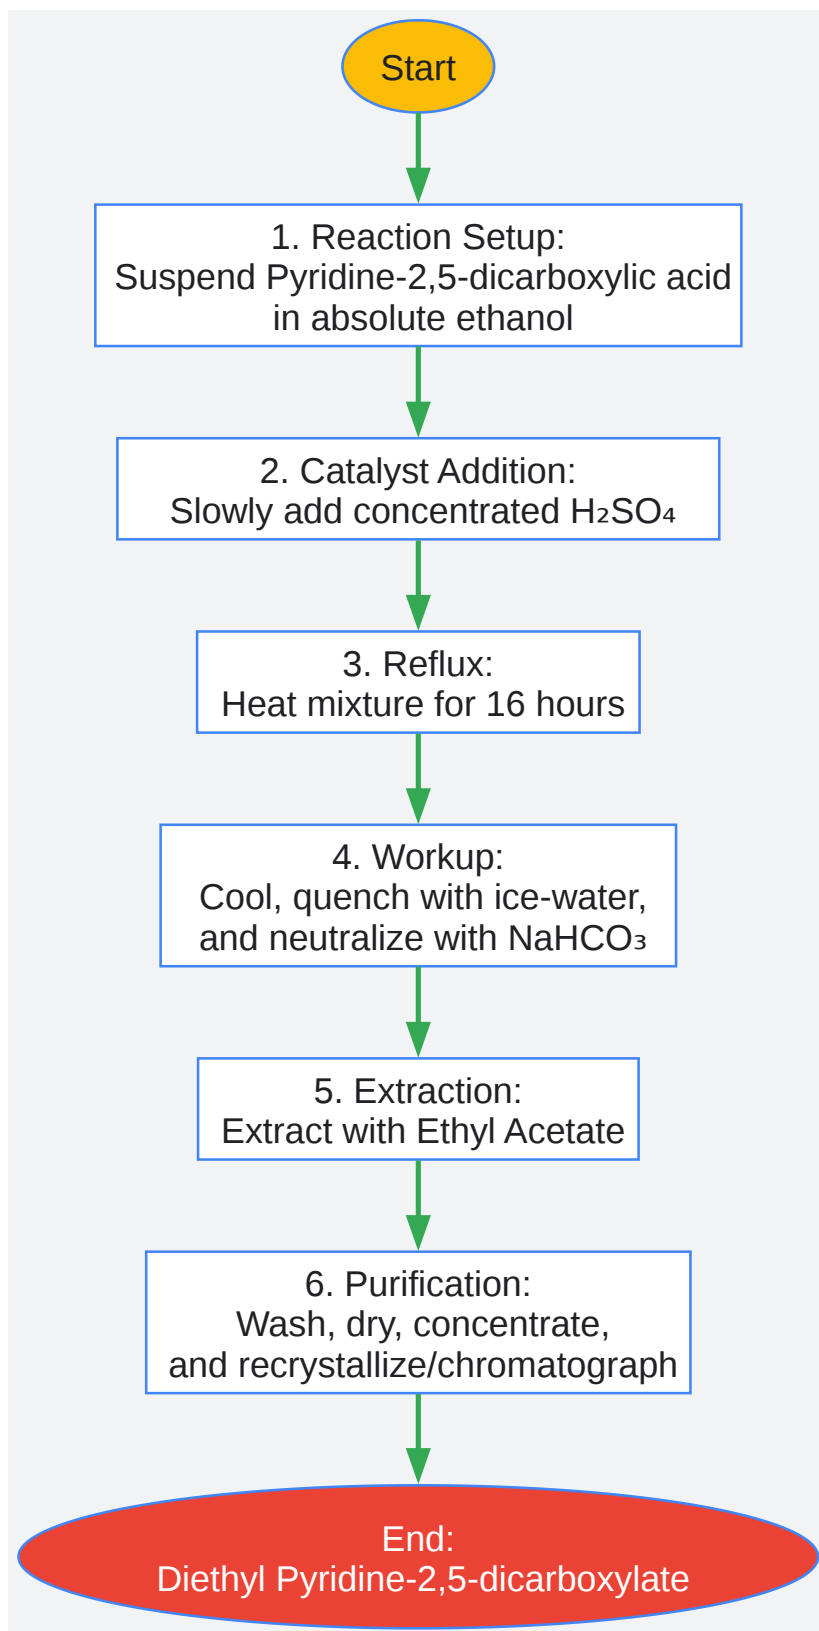 Start
1. Reaction Setup:
Suspend Pyridine-2,5-dicarboxylic acid
in absolute ethanol
2. Catalyst Addition:
Slowly add concentrated H₂SO₄
3. Reflux:
Heat mixture for 16 hours
4. Workup:
Cool, quench with ice-water,
and neutralize with NaHCO₃
5. Extraction:
Extract with Ethyl Acetate
6. Purification:
Wash, dry, concentrate,
and recrystallize/chromatograph
End:
Diethyl Pyridine-2,5-dicarboxylate